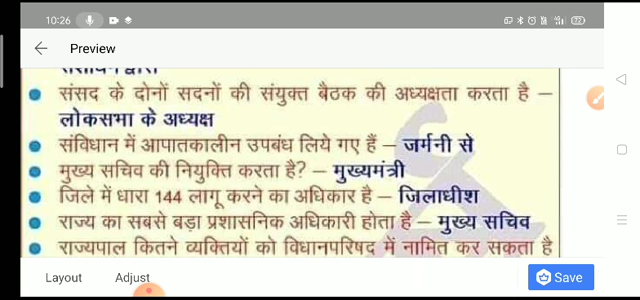 10:26
72
Preview
संसद के दोनों सदनों की संयुक्त बैठक की अध्यक्षता करता है –
लोकसभा के अध्यक्ष
संविधान में आपातकालीन उपबंध लिये गए हैं – जर्मनी से
मुख्य सचिव की नियुक्ति करता है? – मुख्यमंत्री
जिले में धारा 144 लागू करने का अधिकार है – जिलाधीश
राज्य का सबसे बड़ा प्रशासनिक अधिकारी होता है – मुख्य सचिव
राज्यपाल कितने व्यक्तियों को विधानपरिषद में नामित कर सकता है
Layout Adjust Save